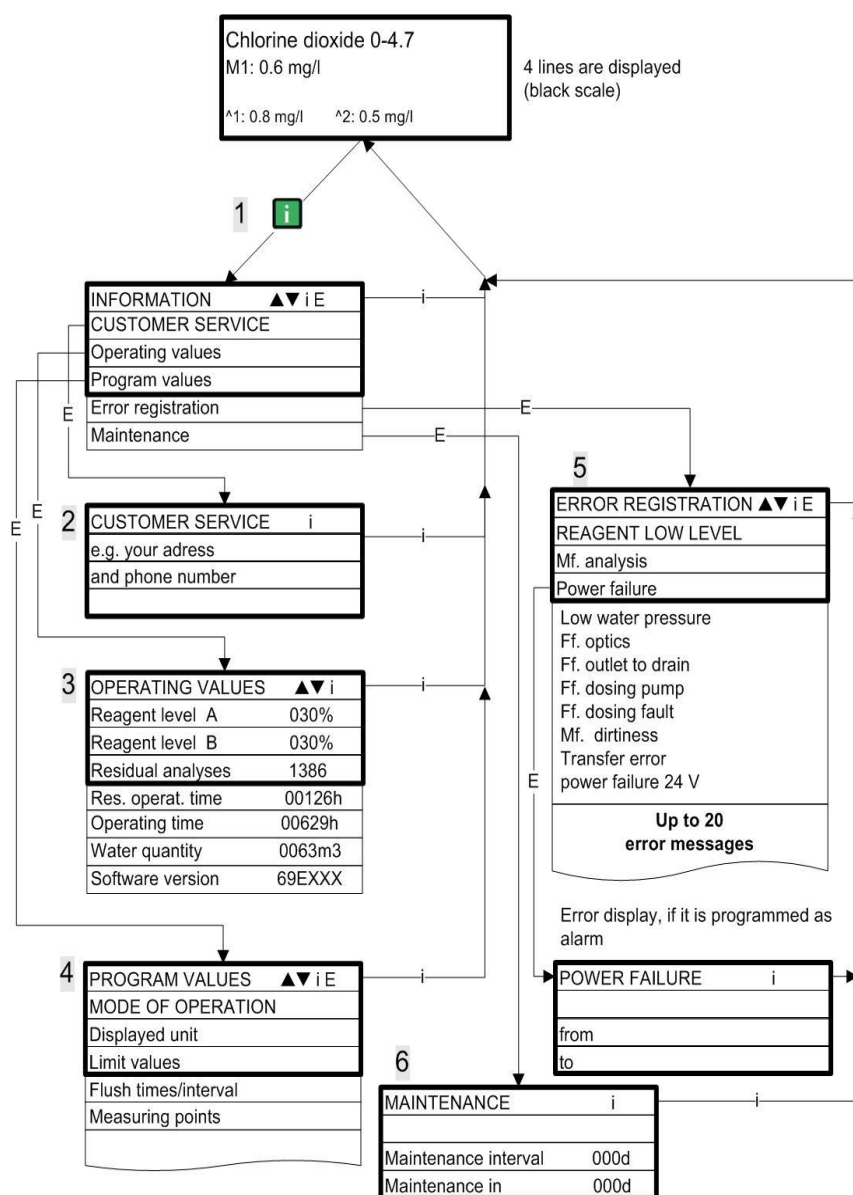 Chlorine dioxide 0-4.7
M1: 0.6 mg/l
^1: 0.8 mg/l ^2: 0.5 mg/l
4 lines are displayed
(black scale)
1 i
INFORMATION ▲▼ i E
CUSTOMER SERVICE
Operating values
Program values
Error registration
Maintenance
i
E
E
E
E
E
2
CUSTOMER SERVICE i
e.g. your adress
and phone number
i
3
OPERATING VALUES ▲▼ i
Reagent level A 030%
Reagent level B 030%
Residual analyses 1386
Res. operat. time 00126h
Operating time 00629h
Water quantity 0063m3
Software version 69EXXX
i
4
PROGRAM VALUES ▲▼ i E
MODE OF OPERATION
Displayed unit
Limit values
Flush times/interval
Measuring points
i
5
ERROR REGISTRATION ▲▼ i E
REAGENT LOW LEVEL
Mf. analysis
Power failure
Low water pressure
Ff. optics
Ff. outlet to drain
Ff. dosing pump
Ff. dosing fault
Mf. dirtiness
Transfer error
power failure 24 V
Up to 20
error messages
E
Error display, if it is programmed as
alarm
POWER FAILURE i
from
to
6
MAINTENANCE i
Maintenance interval 000d
Maintenance in 000d
i